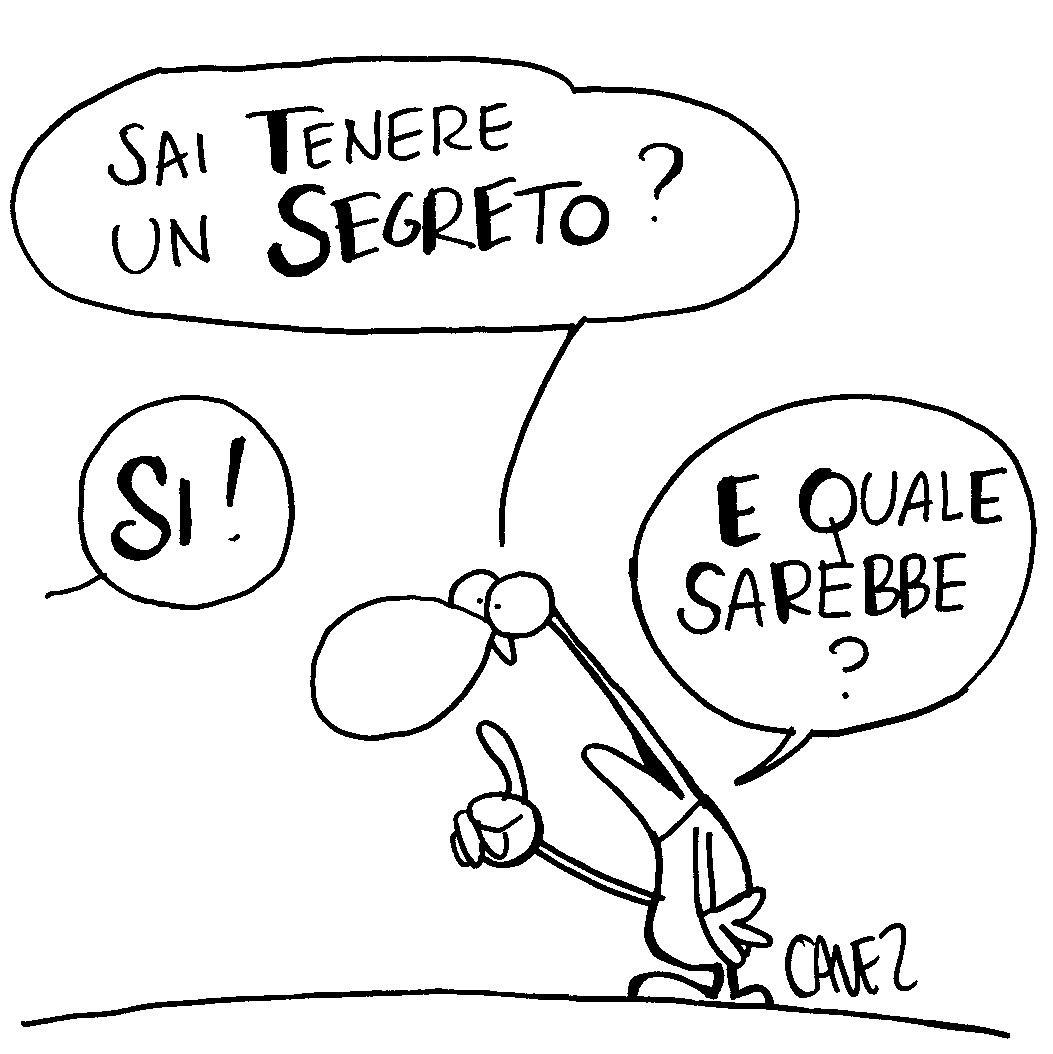 SAI TENERE
UN SEGRETO?
SI!
E QUALE
SAREBBE
?
CAVEZ